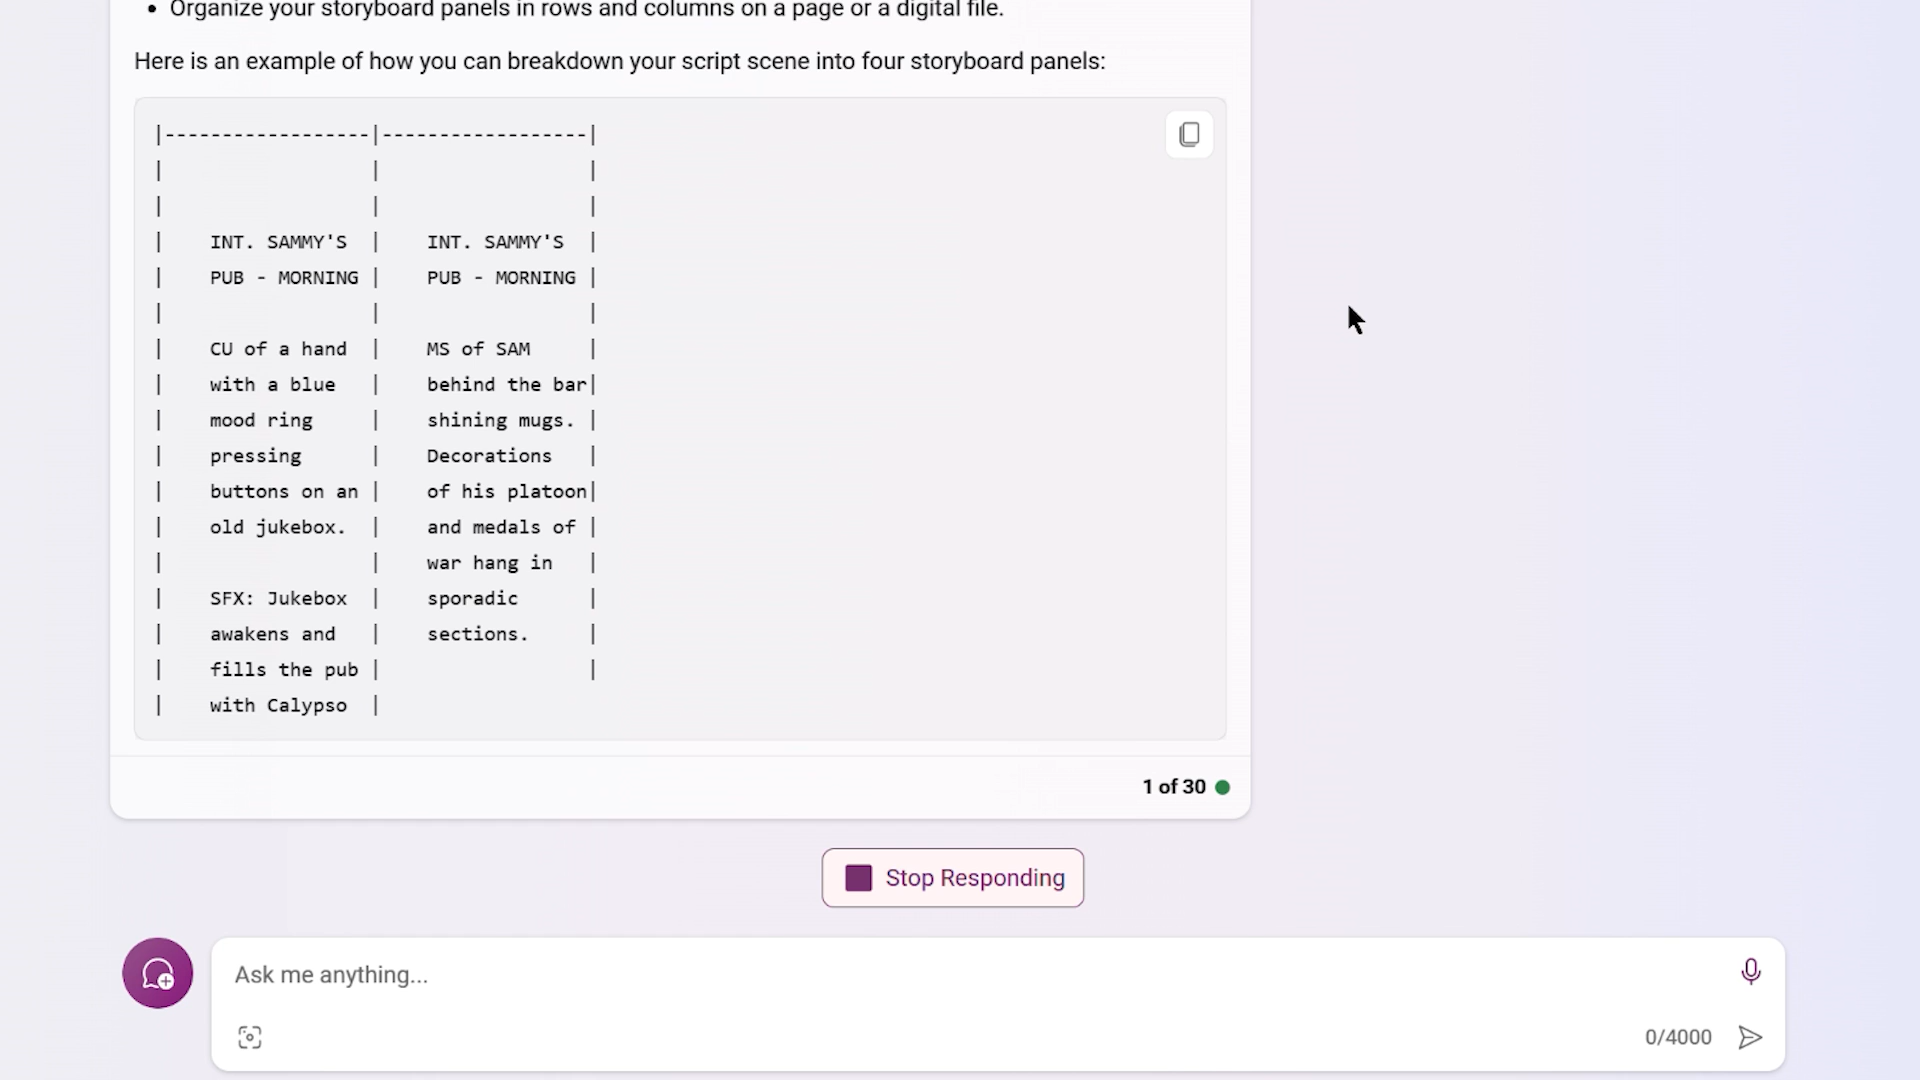 • Organize your storyboard panels in rows and columns on a page or a digital file.
Here is an example of how you can breakdown your script scene into four storyboard panels:
|------------------|------------------|
|                  |                  |
|                  |                  |
|    INT. SAMMY'S  |    INT. SAMMY'S  |
|    PUB - MORNING |    PUB - MORNING |
|                  |                  |
|    CU of a hand  |    MS of SAM     |
|    with a blue   |    behind the bar|
|    mood ring     |    shining mugs. |
|    pressing      |    Decorations   |
|    buttons on an |    of his platoon|
|    old jukebox.  |    and medals of |
|                  |    war hang in   |
|    SFX: Jukebox  |    sporadic      |
|    awakens and   |    sections.     |
|    fills the pub |                  |
|    with Calypso  |
1 of 30
Stop Responding
Ask me anything...
0/4000